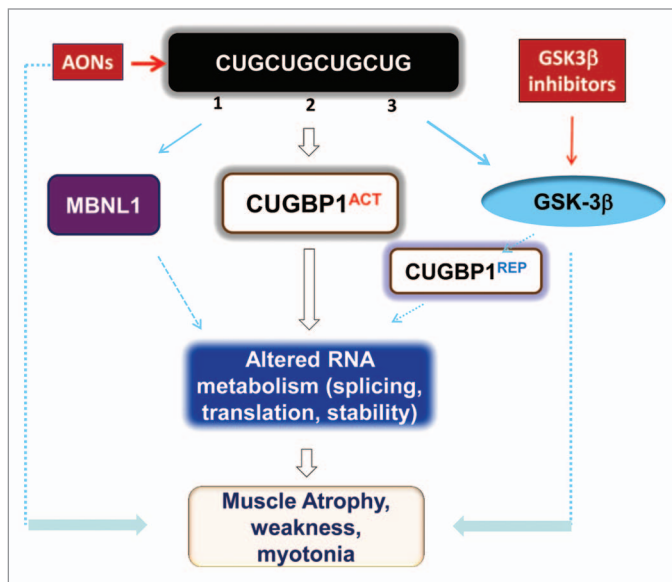 AONs
CUGCUGCUGCUG
GSK3β
inhibitors
1 2 3
MBNL1
CUGBP1ACT
GSK-3β
CUGBP1REP
Altered RNA
metabolism (splicing,
translation, stability)
Muscle Atrophy,
weakness,
myotonia